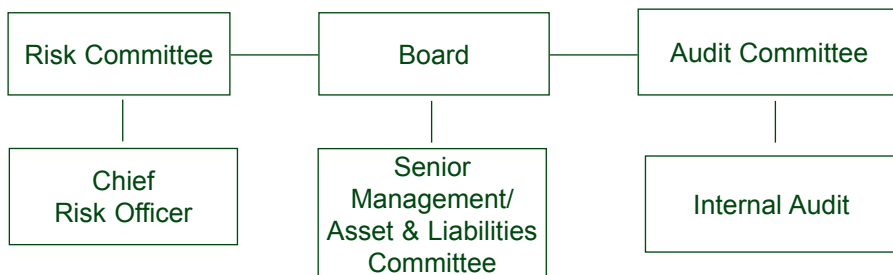 Risk Committee
Board
Audit Committee
Chief
Risk Officer
Senior
Management/
Asset & Liabilities
Committee
Internal Audit